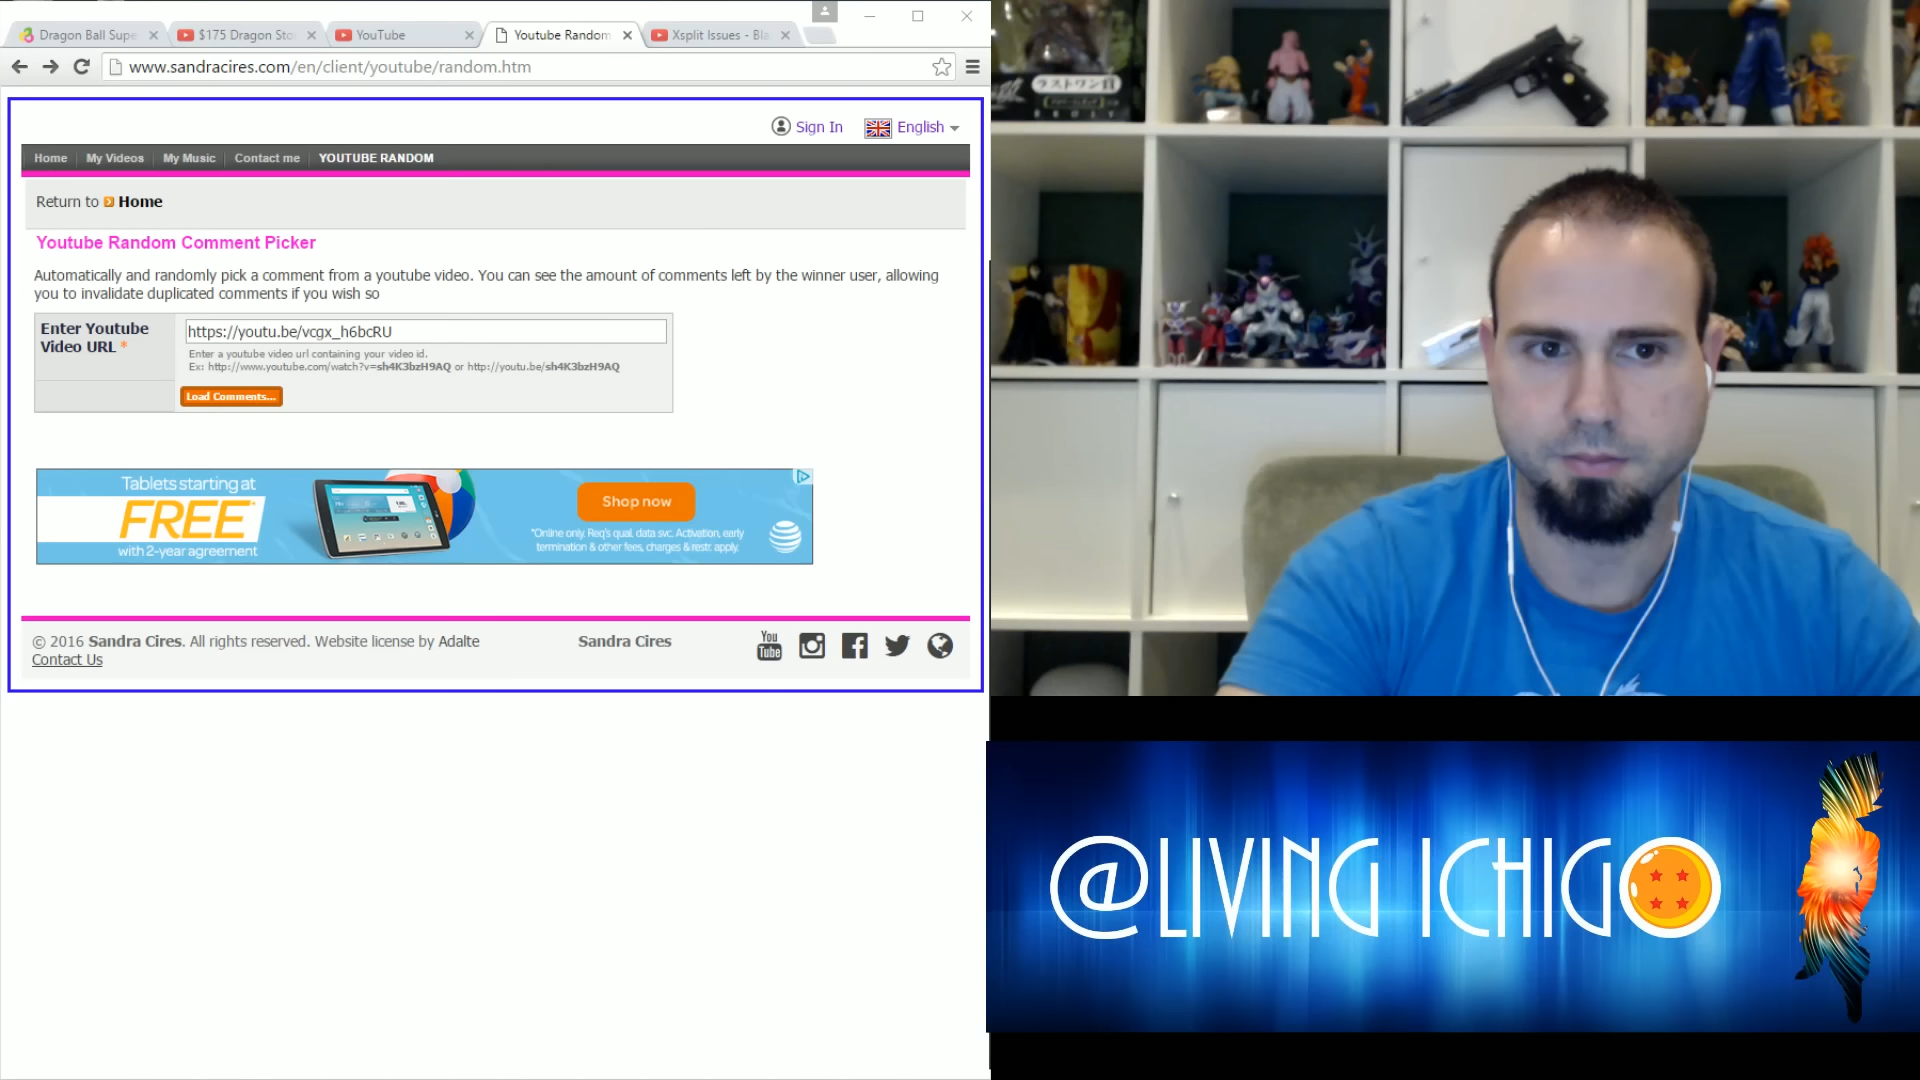 Dragon Ball Supe
$175 Dragon Sto
YouTube
Youtube Random
Xsplit Issues - Bla
www.sandracires.com/en/client/youtube/random.htm
Sign In
English
Home
My Videos
My Music
Contact me
YOUTUBE RANDOM
Return to Home
Youtube Random Comment Picker
Automatically and randomly pick a comment from a youtube video. You can see the amount of comments left by the winner user, allowing
you to invalidate duplicated comments if you wish so
Enter Youtube
Video URL *
https://youtu.be/vcgx_h6bcRU
Enter a youtube video url containing your video id.
Ex: http://www.youtube.com/watch?v=sh4K3bzH9AQ or http://youtu.be/sh4K3bzH9AQ
Load Comments...
Tablets starting at
FREE*
with 2-year agreement
Shop now
*Online only. Req's qual. data svc. Activation, early
termination & other fees, charges & restr. apply.
© 2016 Sandra Cires. All rights reserved. Website license by Adalte
Contact Us
Sandra Cires
You
Tube
ラストワン賞
@LIVING ICHIGO